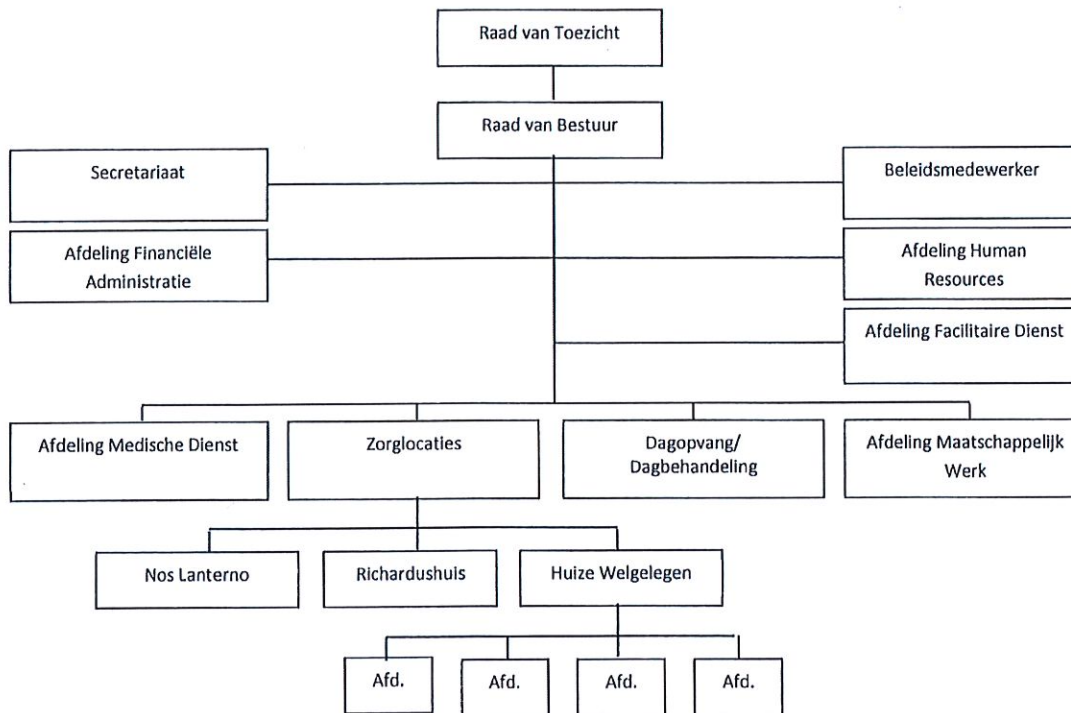 Raad van Toezicht
Raad van Bestuur
Secretariaat
Beleidsmedewerker
Afdeling Financiële
Administratie
Afdeling Human
Resources
Afdeling Facilitaire Dienst
Afdeling Medische Dienst
Zorglocaties
Dagopvang/
Dagbehandeling
Afdeling Maatschappelijk
Werk
Nos Lanterno
Richardushuis
Huize Welgelegen
Afd.
Afd.
Afd.
Afd.